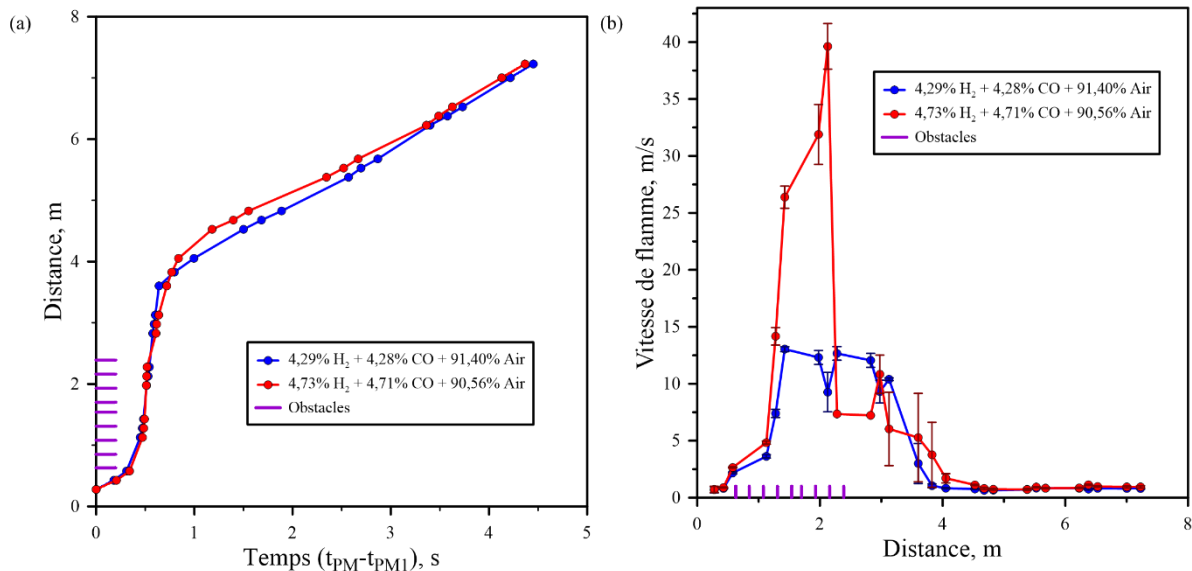 (a)
8
6
4
2
0
Distance, m
0 1 2 3 4 5
Temps (tPM-tPM1), s
4,29% H2 + 4,28% CO + 91,40% Air
4,73% H2 + 4,71% CO + 90,56% Air
Obstacles
(b)
40
35
30
25
20
15
10
5
0
Vitesse de flamme, m/s
0 2 4 6 8
Distance, m
4,29% H2 + 4,28% CO + 91,40% Air
4,73% H2 + 4,71% CO + 90,56% Air
Obstacles